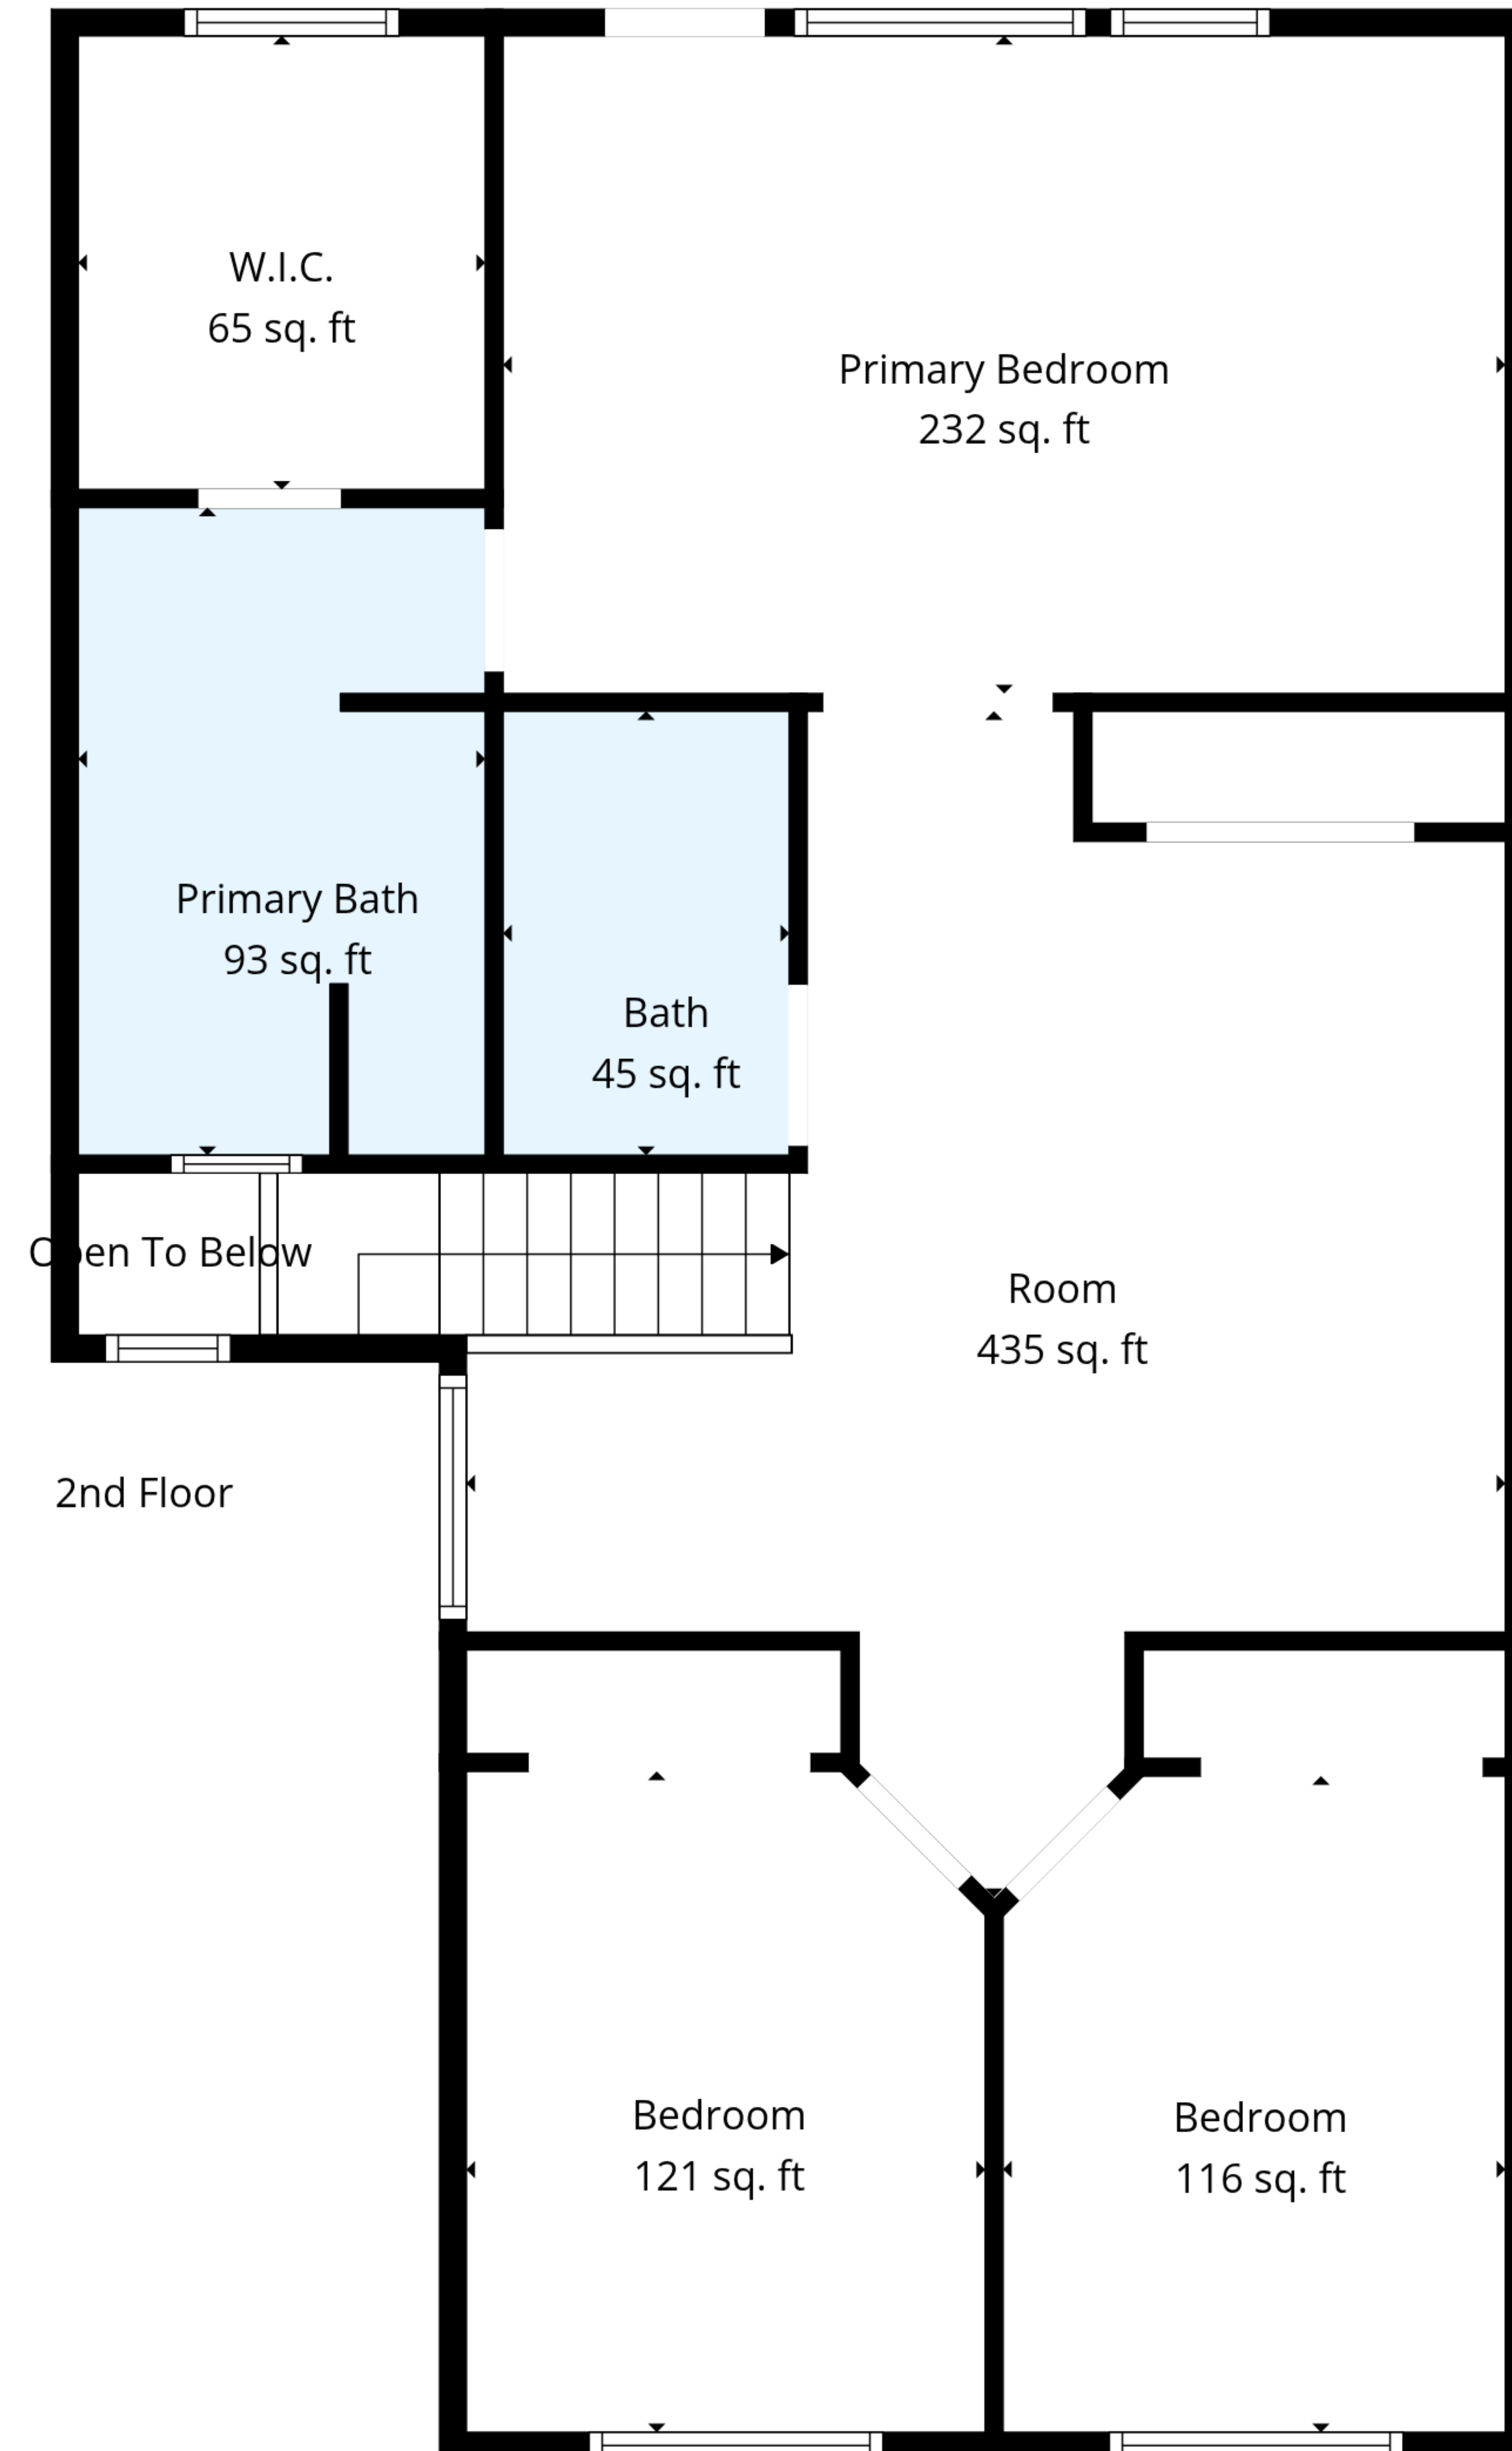 W.I.C.
65 sq. ft
Primary Bedroom
232 sq. ft
Primary Bath
93 sq. ft
Bath
45 sq. ft
Open To Below
Room
435 sq. ft
2nd Floor
Bedroom
121 sq. ft
Bedroom
116 sq. ft